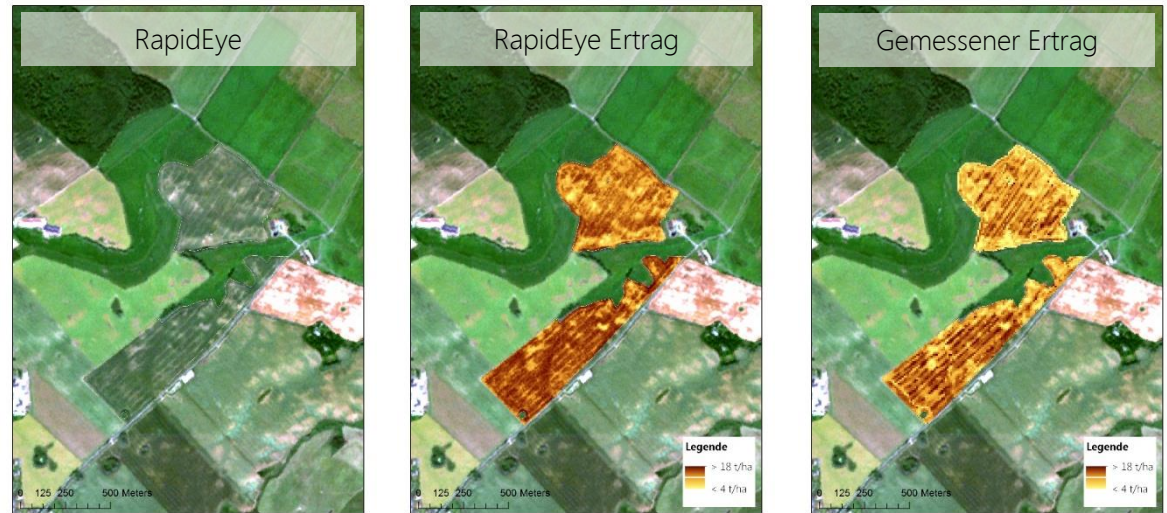 RapidEye
RapidEye Ertrag
Gemessener Ertrag
Legende
> 18 t/ha
< 4 t/ha
Legende
> 18 t/ha
< 4 t/ha
0 125 250 500 Meters
0 125 250 500 Meters
0 125 250 500 Meters